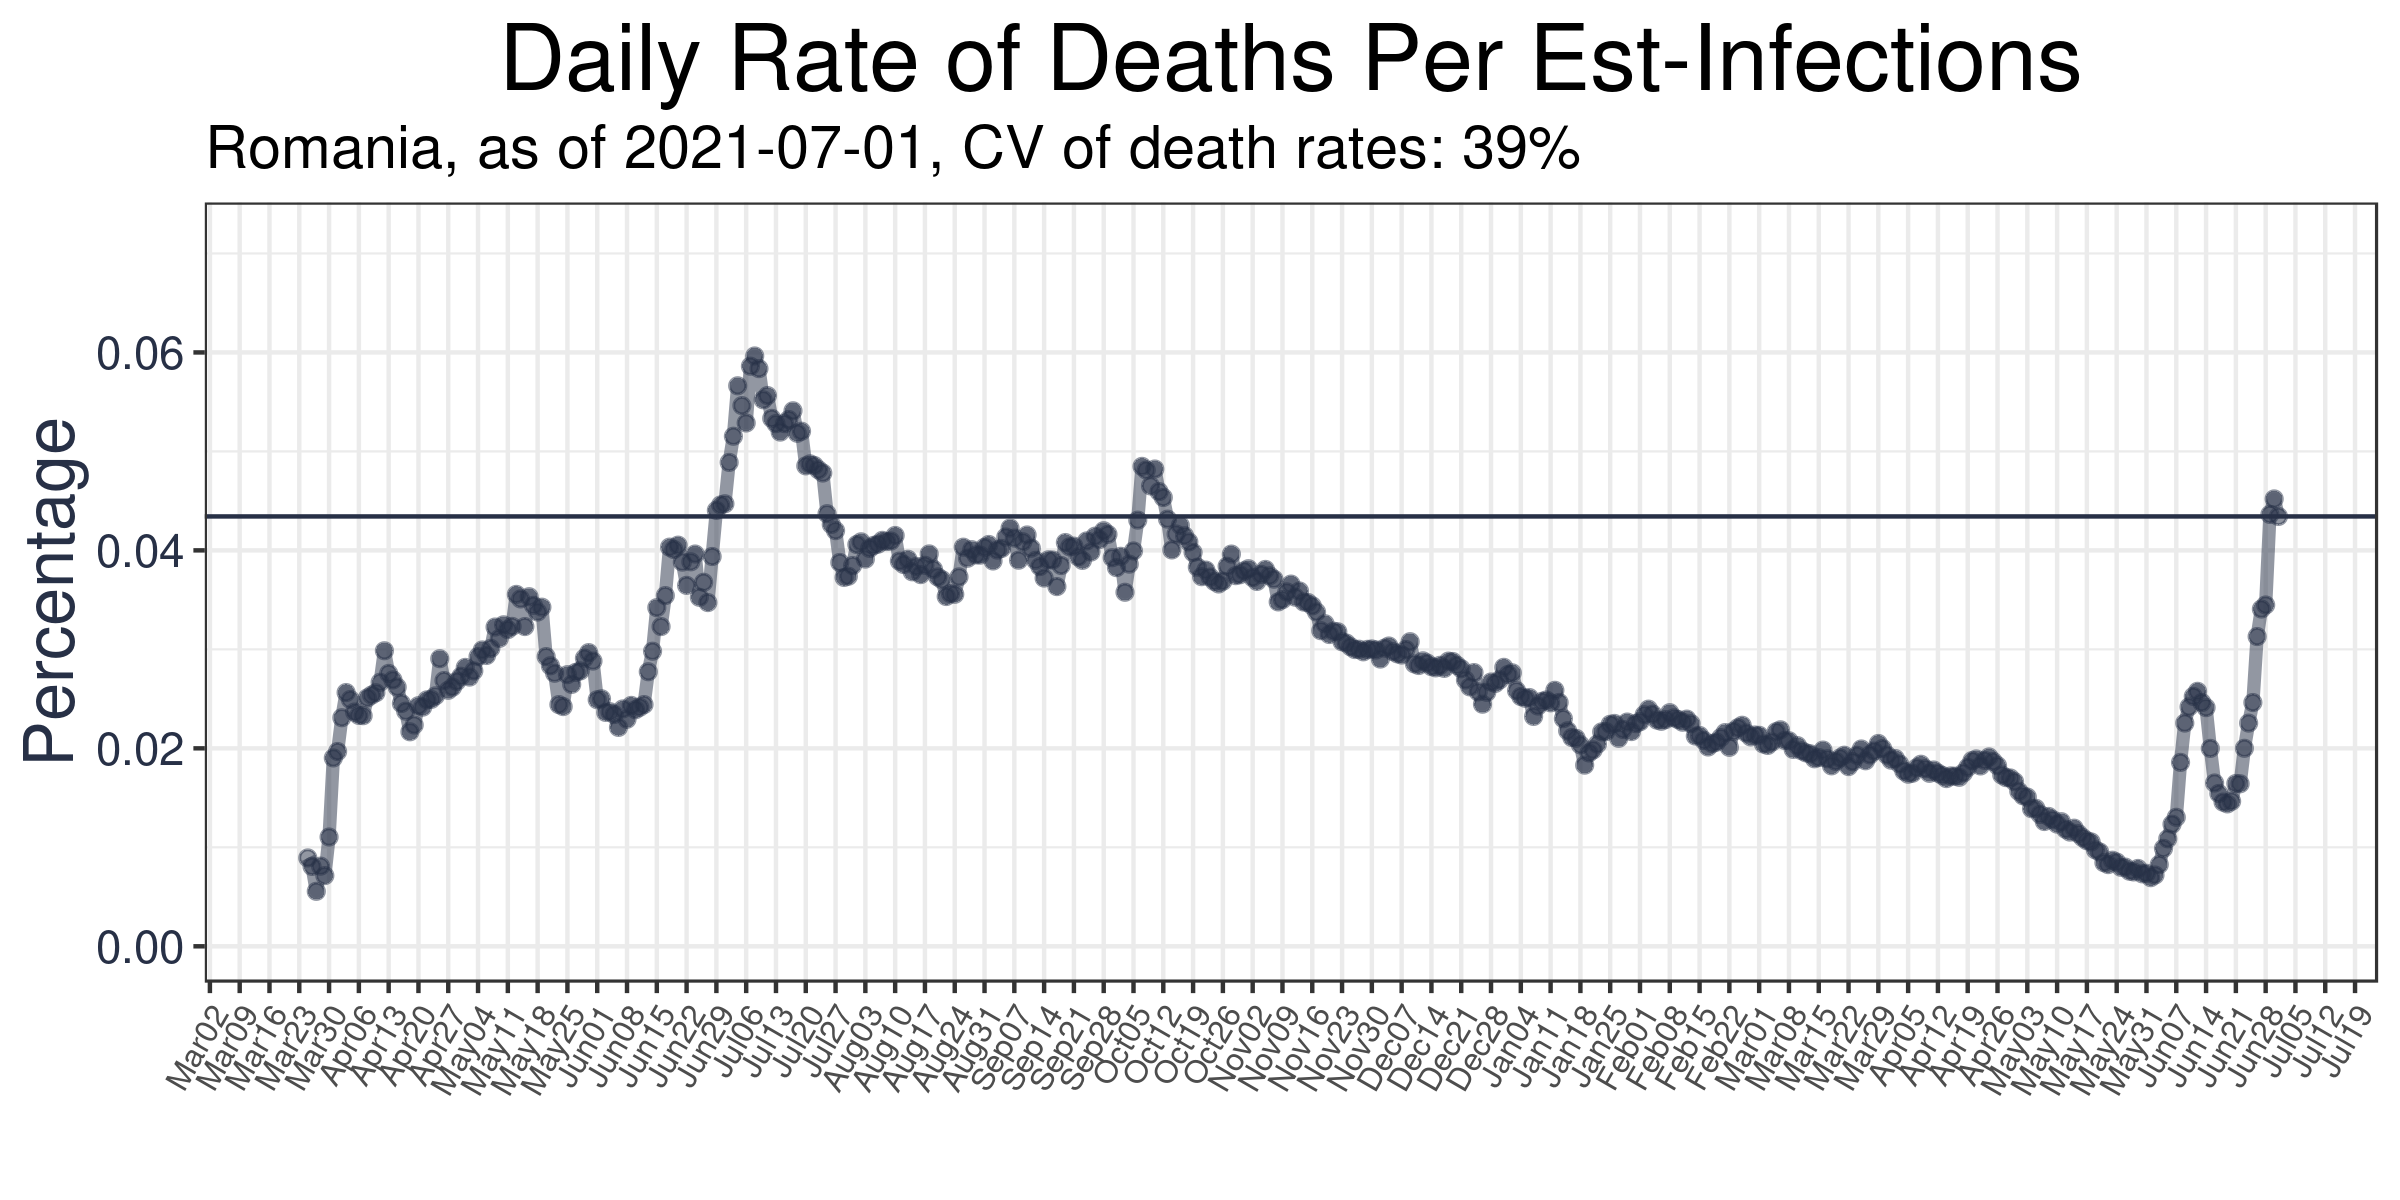 Daily Rate of Deaths Per Est-Infections
Romania, as of 2021-07-01, CV of death rates: 39%
Percentage
0.06
0.04
0.02
0.00
Mar02
Mar09
Mar16
Mar23
Mar30
Apr06
Apr13
Apr20
Apr27
May04
May11
May18
May25
Jun01
Jun08
Jun15
Jun22
Jun29
Jul06
Jul13
Jul20
Jul27
Aug03
Aug10
Aug17
Aug24
Aug31
Sep07
Sep14
Sep21
Sep28
Oct05
Oct12
Oct19
Oct26
Nov02
Nov09
Nov16
Nov23
Nov30
Dec07
Dec14
Dec21
Dec28
Jan04
Jan11
Jan18
Jan25
Feb01
Feb08
Feb15
Feb22
Mar01
Mar08
Mar15
Mar22
Mar29
Apr05
Apr12
Apr19
Apr26
May03
May10
May17
May24
May31
Jun07
Jun14
Jun21
Jun28
Jul05
Jul12
Jul19